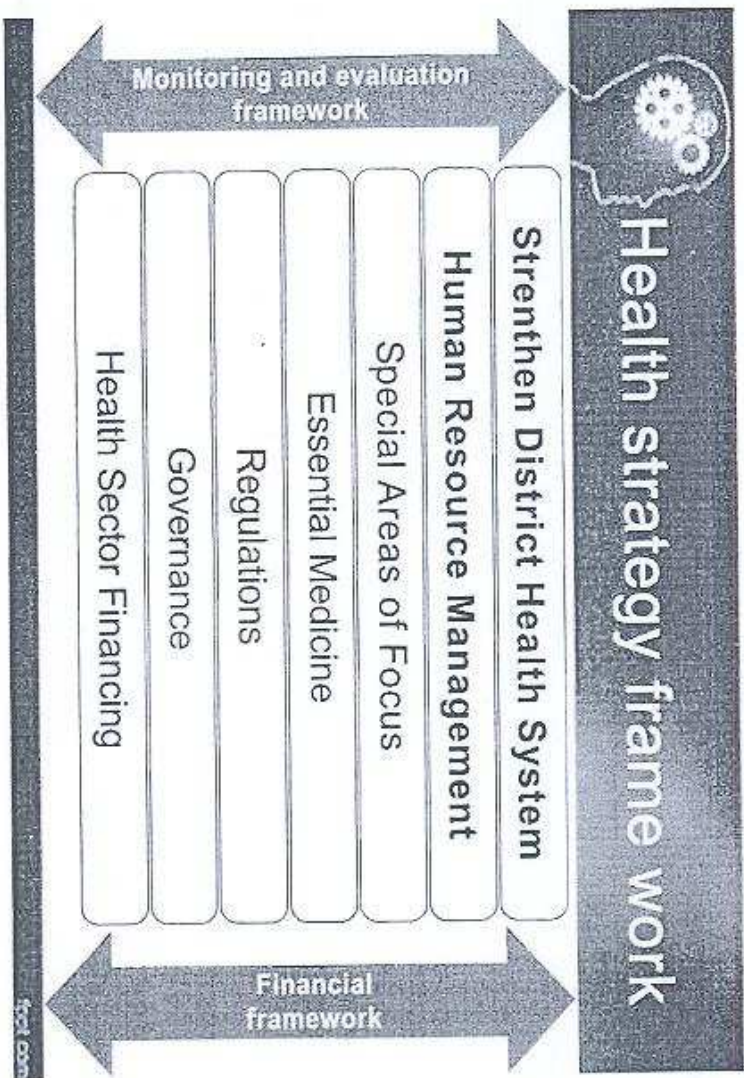 Health strategy frame work
Monitoring and evaluation
framework
Strenthen District Health System
Human Resource Management
Special Areas of Focus
Essential Medicine
Regulations
Governance
Health Sector Financing
Financial
framework